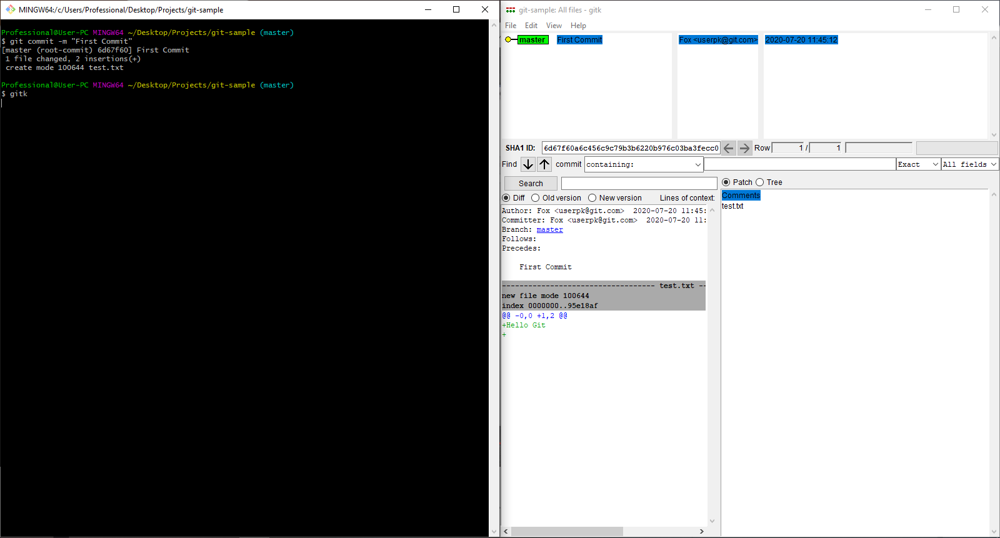 MINGW64:/c/Users/Professional/Desktop/Projects/git-sample
Professional@User-PC MINGW64 ~/Desktop/Projects/git-sample (master)
$ git commit -m "First Commit"
[master (root-commit) 6d67f60] First Commit
 1 file changed, 2 insertions(+)
 create mode 100644 test.txt
Professional@User-PC MINGW64 ~/Desktop/Projects/git-sample (master)
$ gitk
git-sample: All files - gitk
File Edit View Help
master First Commit Fox <userpk@git.com> 2020-07-20 11:45:12
SHA1 ID: 6d67f60a6c456c9c79b3b6220b976c03ba3fecc0 Row 1 / 1
Find commit containing: Exact All fields
Search
Patch Tree
Diff Old version New version Lines of context:
Comments
test.txt
Author: Fox <userpk@git.com>  2020-07-20 11:45:
Committer: Fox <userpk@git.com>  2020-07-20 11:
Branch: master
Follows:
Precedes:
    First Commit
----------------------------------- test.txt --
new file mode 100644
index 0000000..95e18af
@@ -0,0 +1,2 @@
+Hello Git
+